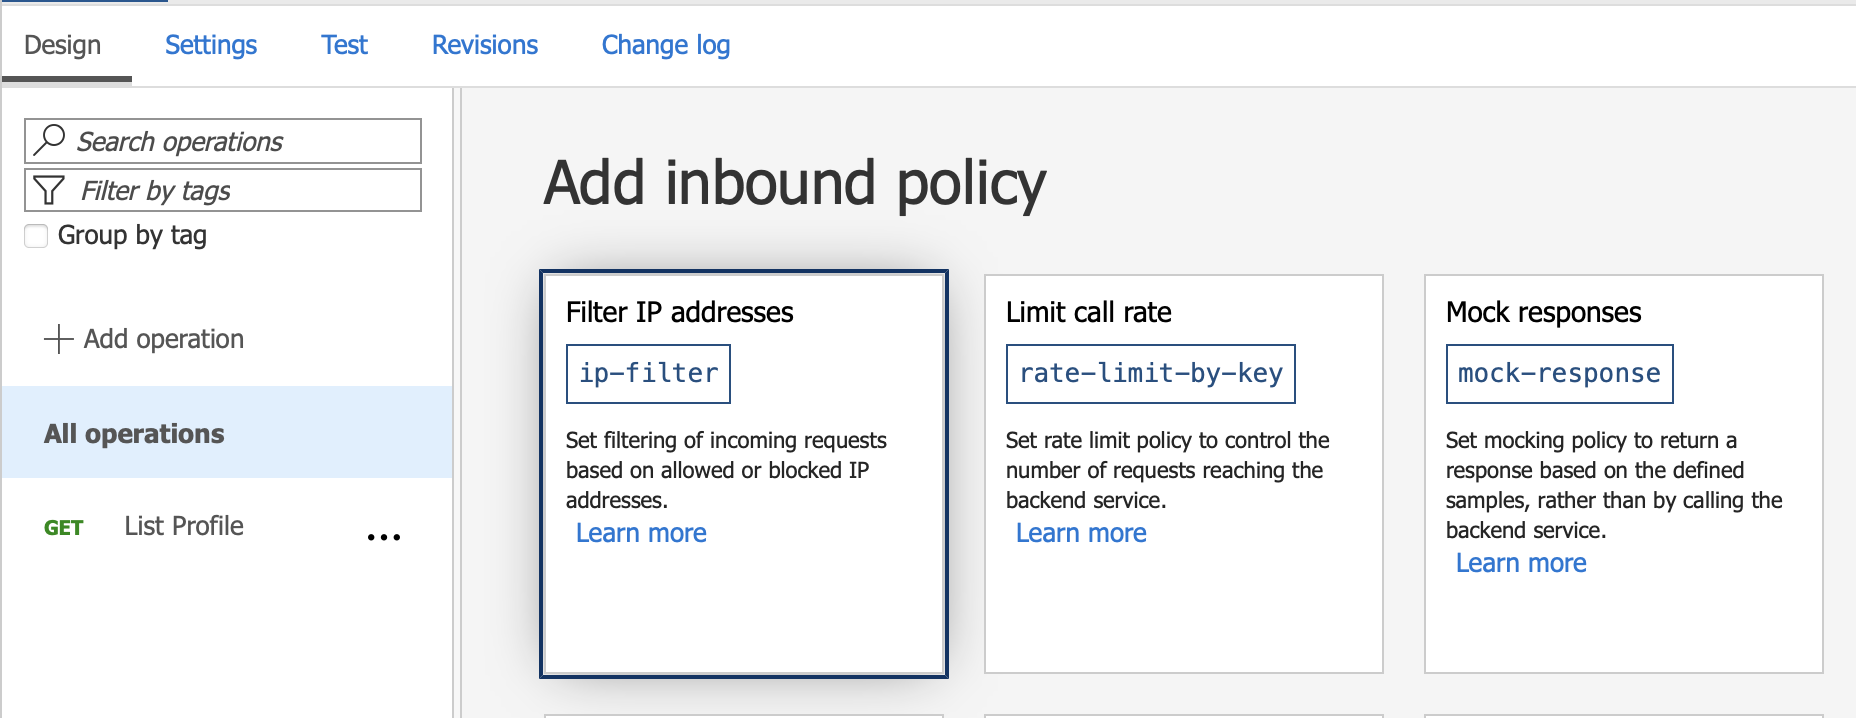 Design Settings Test Revisions Change log
Search operations
Filter by tags
Group by tag
Add operation
All operations
GET List Profile ...
Add inbound policy
Filter IP addresses
ip-filter
Set filtering of incoming requests
based on allowed or blocked IP
addresses.
Learn more
Limit call rate
rate-limit-by-key
Set rate limit policy to control the
number of requests reaching the
backend service.
Learn more
Mock responses
mock-response
Set mocking policy to return a
response based on the defined
samples, rather than by calling the
backend service.
Learn more